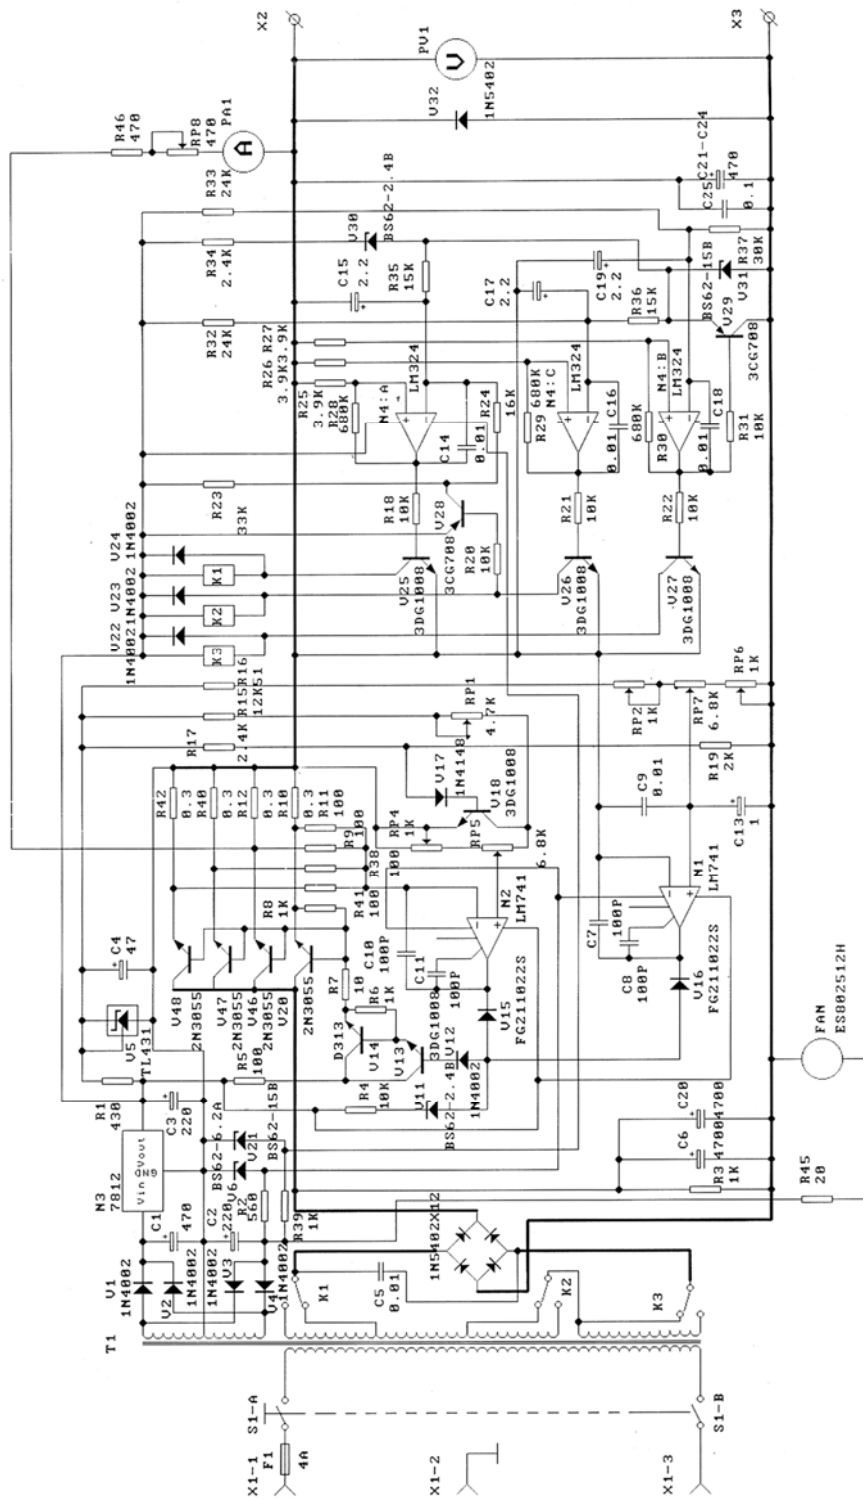 X1-1
F1
4A
X1-2
X1-3
S1-A
S1-B
T1
V1
1N4002
V2
1N4002
1N4002
V3
V4
1N4002
K1
C5
0.01
K2
K3
1N5402X12
N3
7812
Vin
GND
Vout
C1
470
C2
220
R2
560
R39
1K
V6
BS62-6.2A
V21
BS62-15B
C3
220
R1
430
V5
TL431
C4
47
R5
100
R4
10K
V11
BS62-2.4B
V12
1N4002
V13
3DG1008
V14
D313
R6
1K
R7
10
R8
1K
V48
2N3055
V47
2N3055
V46
2N3055
V20
2N3055
R3
1K
C6
4700
C20
4700
R45
20
FAN
ES802512H
V15
FG211022S
V16
FG211022S
C10
100P
C11
100P
N2
LM741
C7
C8
100P
100P
N1
LM741
R41
100
R38
100
R9
100
R11
100
R42
0.3
R40
0.3
R12
0.3
R10
0.3
RP4
1K
RP5
6.8K
V18
3DG1008
V17
1N4148
RP1
4.7K
R17
2.4K
R15
12K
R16
51
C9
0.01
C13
1
R19
2K
RP2
1K
RP7
6.8K
RP6
1K
K3
K2
K1
V22
1N4002
V23
1N4002
V24
1N4002
R23
33K
V25
3DG1008
V26
3DG1008
V27
3DG1008
R18
10K
V28
3CG708
R20
10K
R21
10K
R22
10K
C14
0.01
R24
16K
N4:A
LM324
R28
680K
R25
3.9K
R26
3.9K
R27
3.9K
R29
680K
N4:C
LM324
C16
0.01
R30
680K
N4:B
LM324
C18
0.01
R31
10K
V29
3CG708
R32
24K
R34
2.4K
R33
24K
C15
2.2
R35
15K
V30
BS62-2.4B
C17
2.2
C19
2.2
R36
15K
BS62-15B
V31
R37
30K
C25
0.1
C21-C24
470
R46
470
RP8
470
PA1
A
V32
1N5402
PV1
V
X2
X3